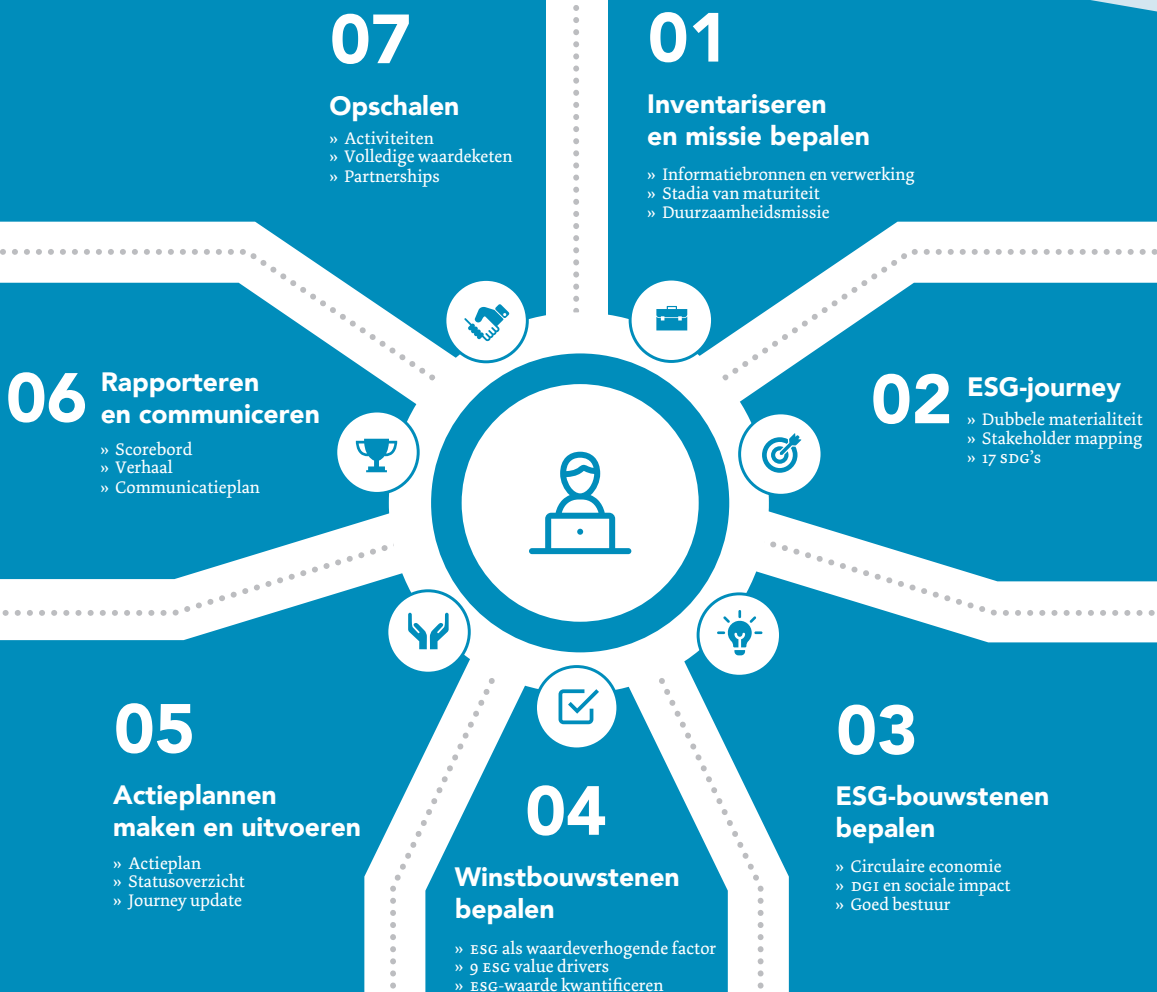 07
Opschalen
» Activiteiten
» Volledige waardeketen
» Partnerships
01
Inventariseren
en missie bepalen
» Informatiebronnen en verwerking
» Stadia van maturiteit
» Duurzaamheidsmissie
06
Rapporteren
en communiceren
» Scorebord
» Verhaal
» Communicatieplan
02
ESG-journey
» Dubbele materialiteit
» Stakeholder mapping
» 17 SDG’s
05
Actieplannen
maken en uitvoeren
» Actieplan
» Statusoverzicht
» Journey update
04
Winstbouwstenen
bepalen
» ESG als waardeverhogende factor
» 9 ESG value drivers
» ESG-waarde kwantificeren
03
ESG-bouwstenen
bepalen
» Circulaire economie
» DGI en sociale impact
» Goed bestuur